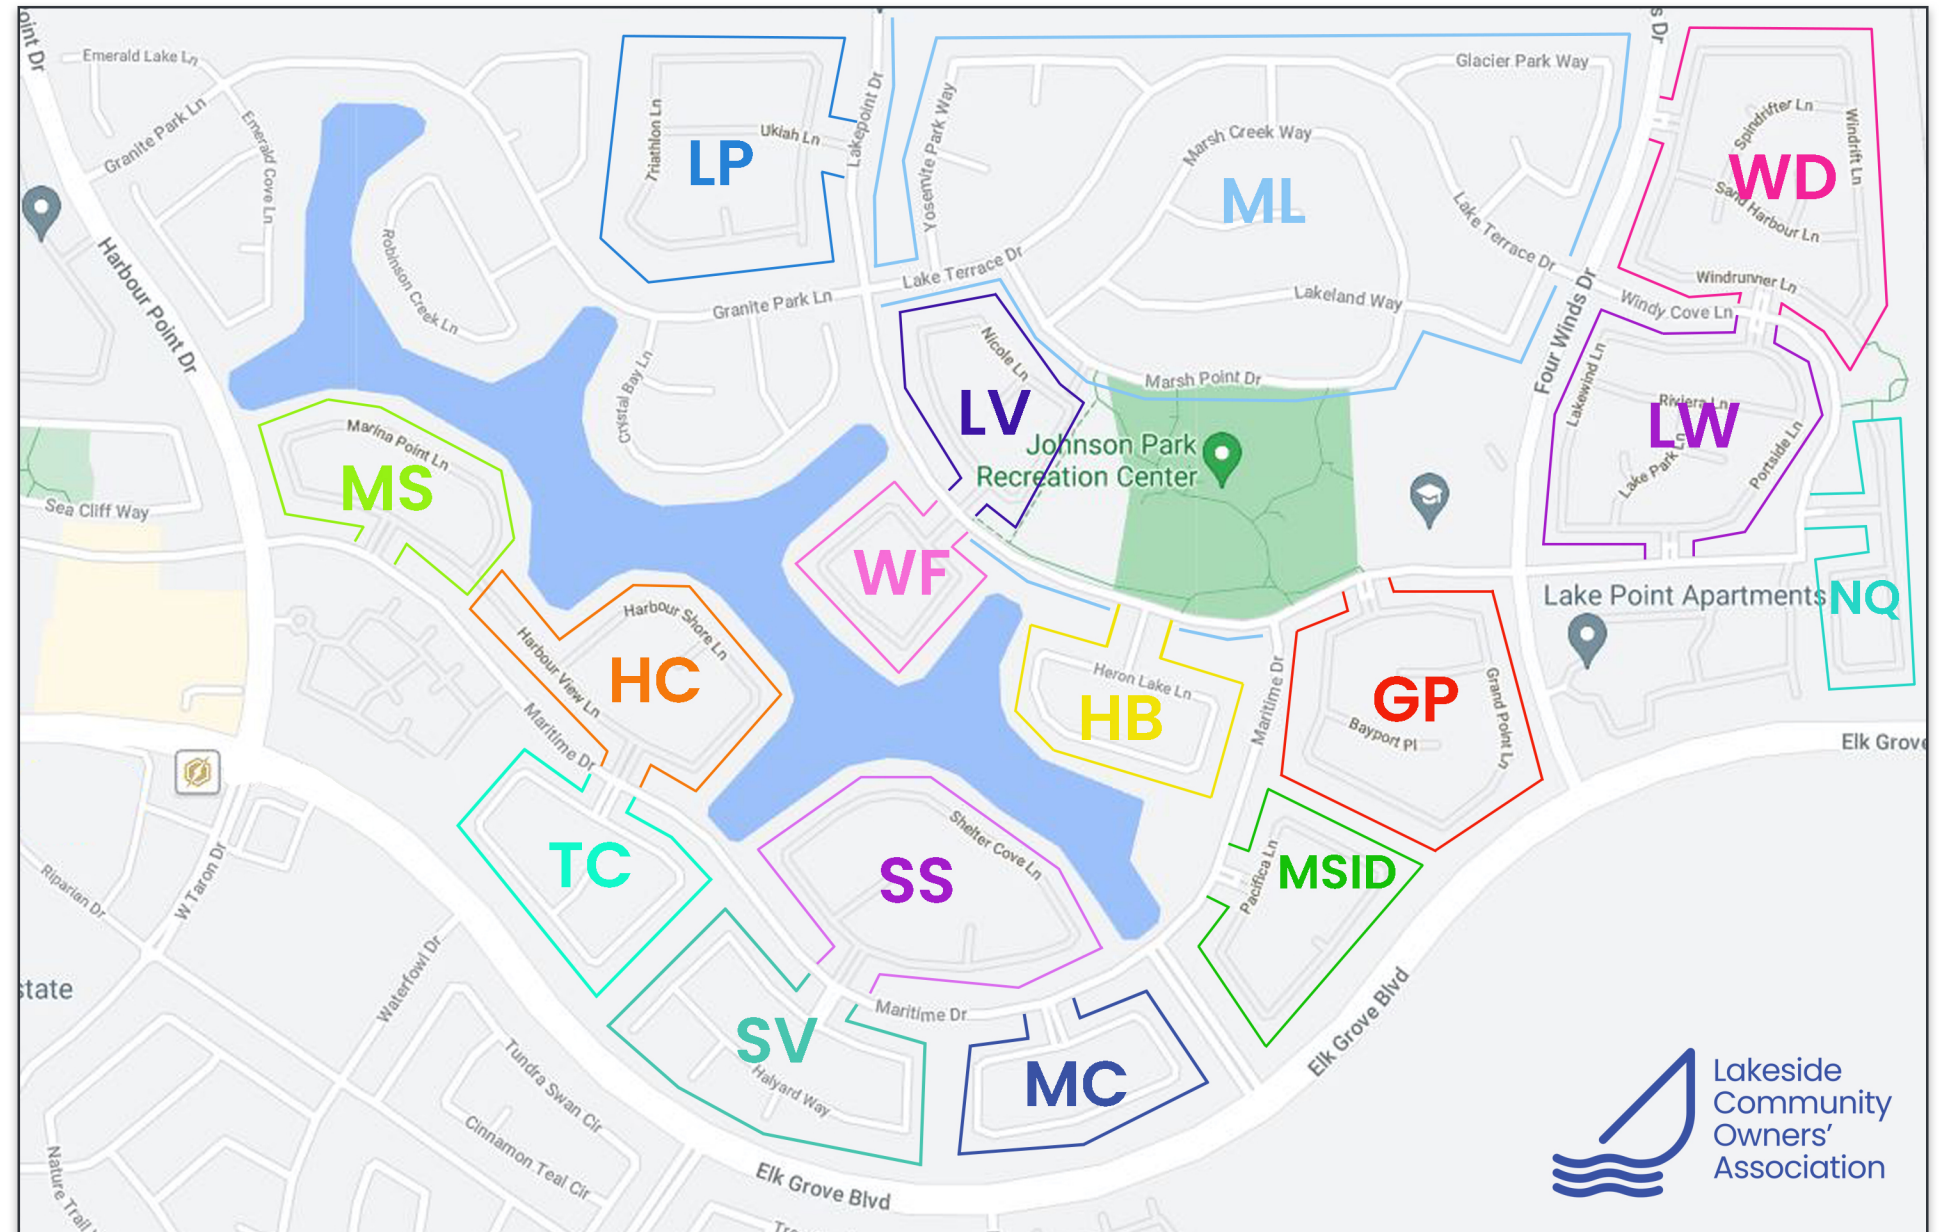 oint Dr
Emerald Lake Ln
Granite Park Ln
Emerald Cove Ln
Harbour Point Dr
Robinson Creek Ln
Triathlon Ln
Ukiah Ln
LP
Lakepoint Dr
Yosemite Park Way
Glacier Park Way
Marsh Creek Way
ML
Lake Terrace Dr
Lake Terrace Dr
Granite Park Ln
Lakeland Way
s Dr
Four Winds Dr
Spindrifter Ln
Windrift Ln
WD
Sand Harbour Ln
Windrunner Ln
Windy Cove Ln
Crystal Bay Ln
Nicole Ln
LV
Marsh Point Dr
Johnson Park
Recreation Center
Lakewind Ln
Riviera Ln
LW
Lake Park Ln
Portside Ln
Marina Point Ln
MS
Sea Cliff Way
WF
Lake Point Apartments
NQ
Harbour Shore Ln
HC
Harbour View Ln
Maritime Dr
Heron Lake Ln
HB
Maritime Dr
GP
Grand Point Ln
Bayport Pl
Elk Grove
TC
Shelter Cove Ln
SS
MSID
Pacifica Ln
Riparian Dr
W Taron Dr
Waterfowl Dr
state
SV
Halyard Way
Maritime Dr
MC
Elk Grove Blvd
Tundra Swan Cir
Cinnamon Teal Cir
Nature Trail
Elk Grove Blvd
Lakeside
Community
Owners'
Association